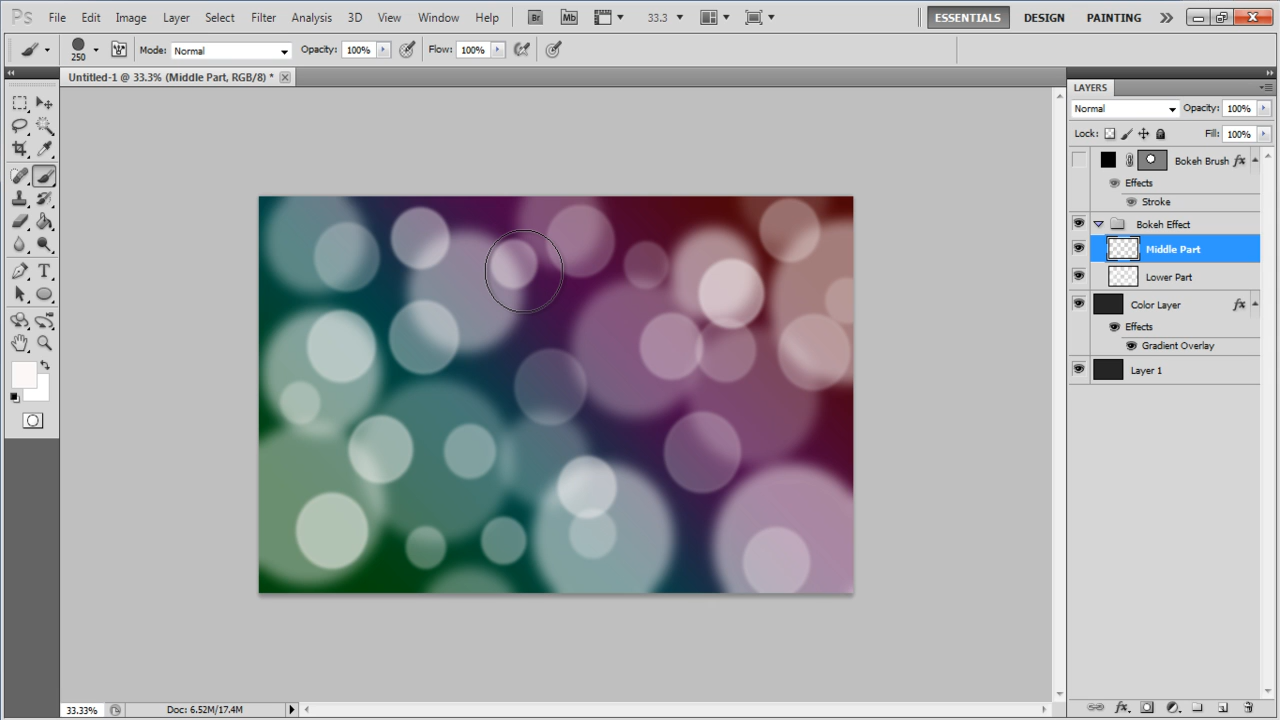 Ps File Edit Image Layer Select Filter Analysis 3D View Window Help Br Mb 33.3 ESSENTIALS DESIGN PAINTING
250 Mode: Normal Opacity: 100% Flow: 100%
Untitled-1 @ 33.3% (Middle Part, RGB/8) *
LAYERS
Normal Opacity: 100%
Lock: Fill: 100%
Bokeh Brush fx
Effects
Stroke
Bokeh Effect
Middle Part
Lower Part
Color Layer fx
Effects
Gradient Overlay
Layer 1
T
33.33% Doc: 6.52M/17.4M
fx